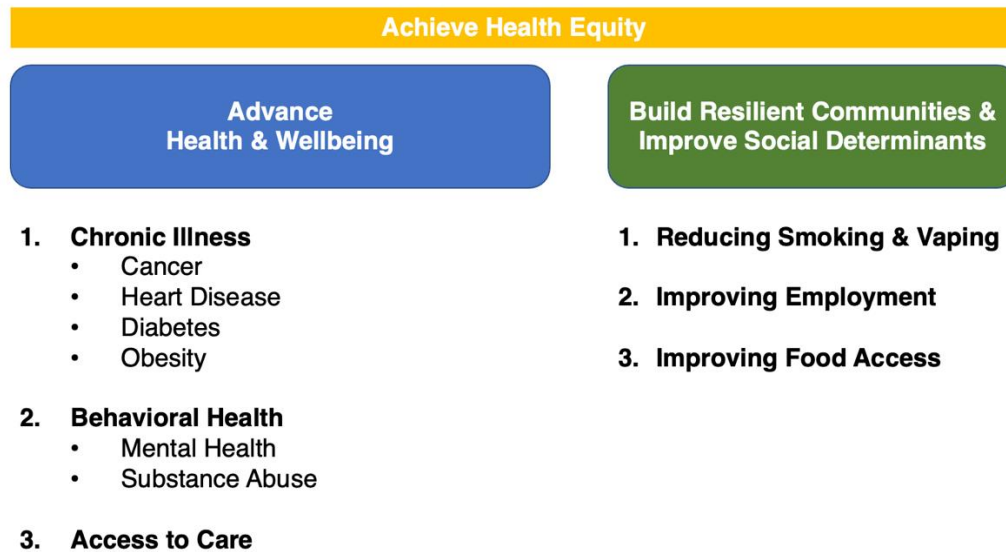 Achieve Health Equity
Advance
Health & Wellbeing
1. Chronic Illness
• Cancer
• Heart Disease
• Diabetes
• Obesity
2. Behavioral Health
• Mental Health
• Substance Abuse
3. Access to Care
Build Resilient Communities &
Improve Social Determinants
1. Reducing Smoking & Vaping
2. Improving Employment
3. Improving Food Access